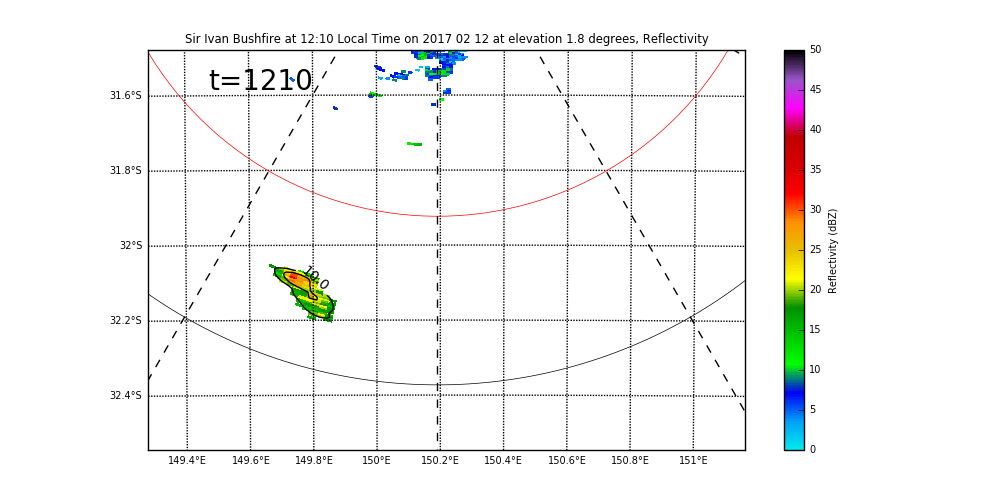 Sir Ivan Bushfire at 12:10 Local Time on 2017 02 12 at elevation 1.8 degrees, Reflectivity
t=1210
31.6°S
31.8°S
32°S
32.2°S
32.4°S
149.4°E 149.6°E 149.8°E 150°E 150.2°E 150.4°E 150.6°E 150.8°E 151°E
50
45
40
35
30
25
20
15
10
5
0
Reflectivity (dBZ)